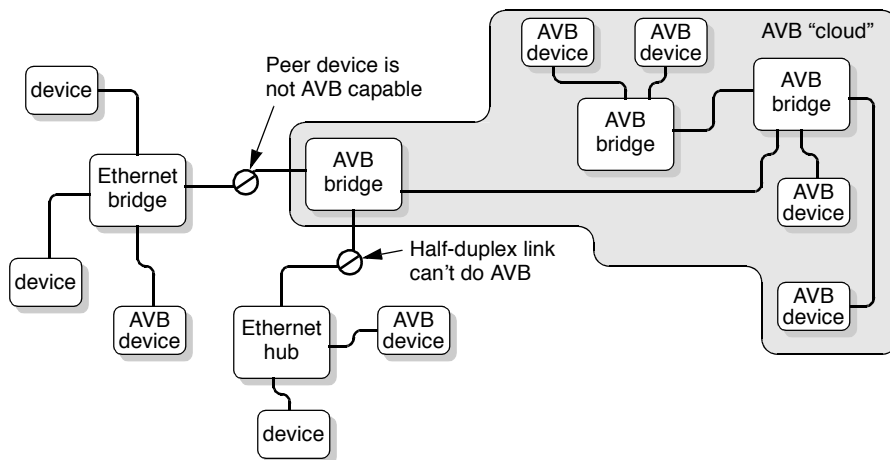 AVB "cloud"
AVB
device
AVB
device
Peer device is
not AVB capable
AVB
bridge
device
AVB
bridge
AVB
bridge
Ethernet
bridge
AVB
device
Half-duplex link
can't do AVB
device
AVB
device
AVB
device
Ethernet
hub
AVB
device
device